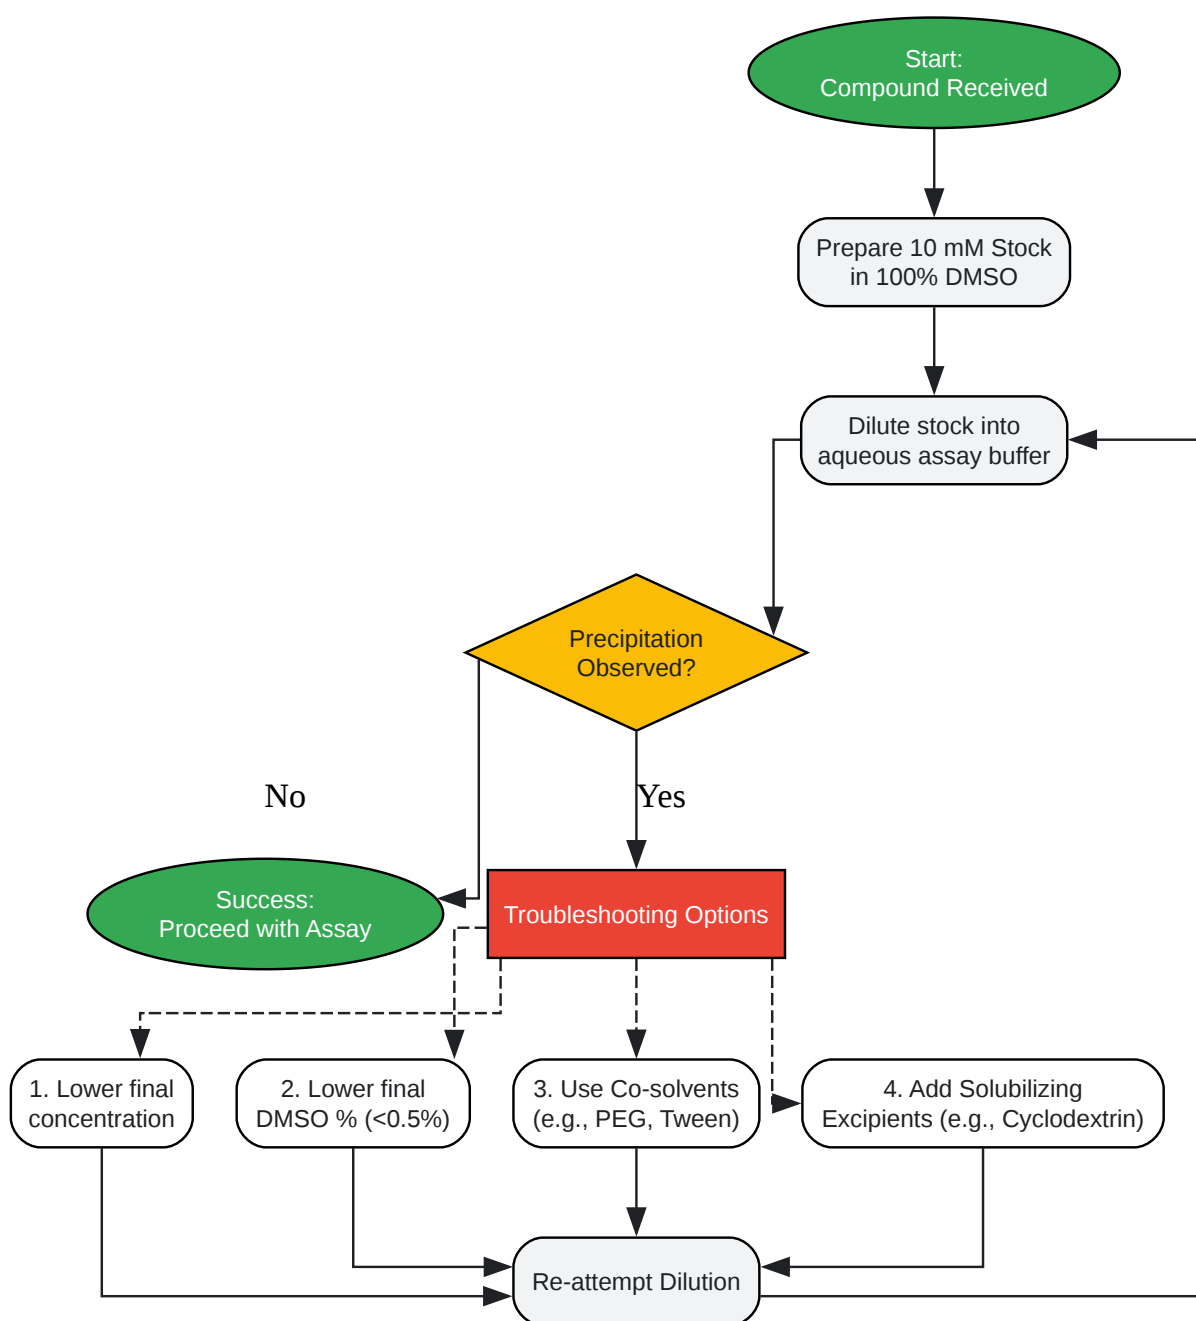 Start:
Compound Received
Prepare 10 mM Stock
in 100% DMSO
Dilute stock into
aqueous assay buffer
Precipitation
Observed?
No
Yes
Success:
Proceed with Assay
Troubleshooting Options
1. Lower final
concentration
2. Lower final
DMSO % (<0.5%)
3. Use Co-solvents
(e.g., PEG, Tween)
4. Add Solubilizing
Excipients (e.g., Cyclodextrin)
Re-attempt Dilution